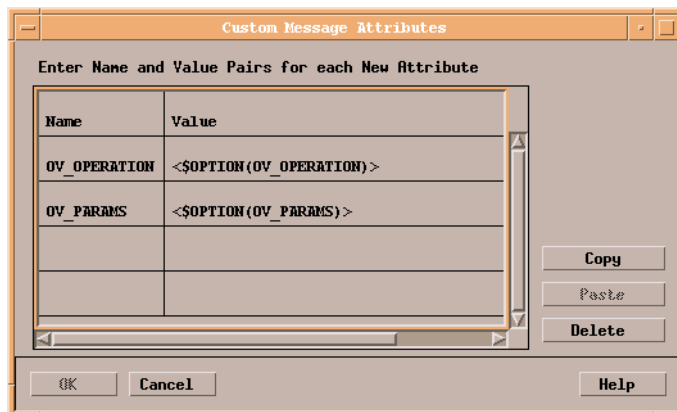 Custom Message Attributes
Enter Name and Value Pairs for each New Attribute
Name Value
OV_OPERATION <$OPTION(OV_OPERATION)>
OV_PARAMS <$OPTION(OV_PARAMS)>
Copy
Paste
Delete
OK Cancel Help